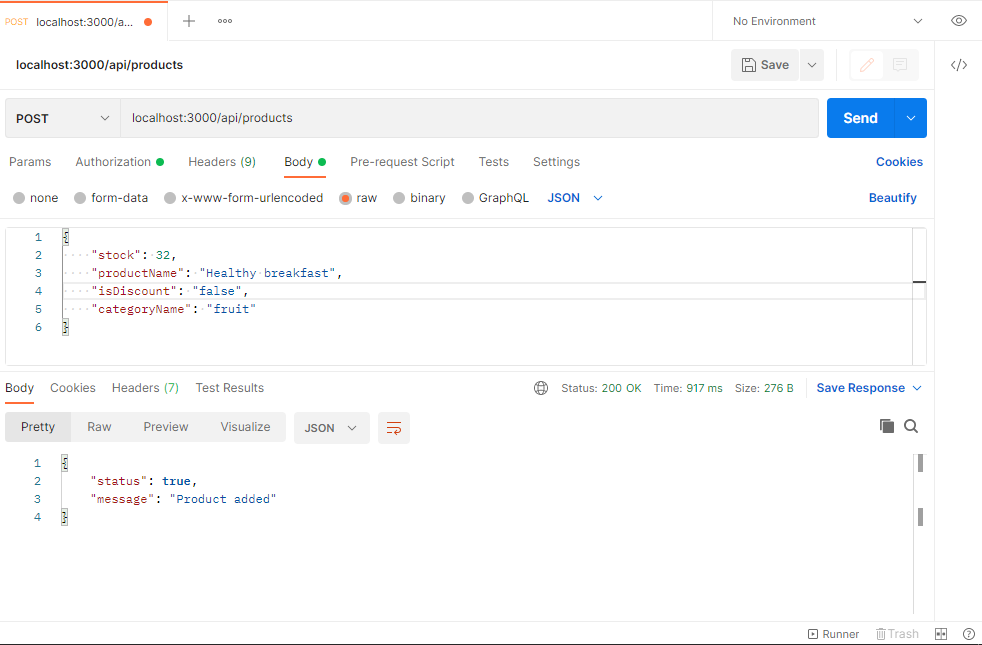 POST localhost:3000/a...
No Environment
localhost:3000/api/products
Save
</>
POST localhost:3000/api/products Send
Params Authorization Headers (9) Body Pre-request Script Tests Settings Cookies
none form-data x-www-form-urlencoded raw binary GraphQL JSON Beautify
1 {
2 "stock": 32,
3 "productName": "Healthy breakfast",
4 "isDiscount": "false",
5 "categoryName": "fruit"
6 }
Body Cookies Headers (7) Test Results Status: 200 OK Time: 917 ms Size: 276 B Save Response
Pretty Raw Preview Visualize JSON
1 {
2 "status": true,
3 "message": "Product added"
4 }
Runner Trash